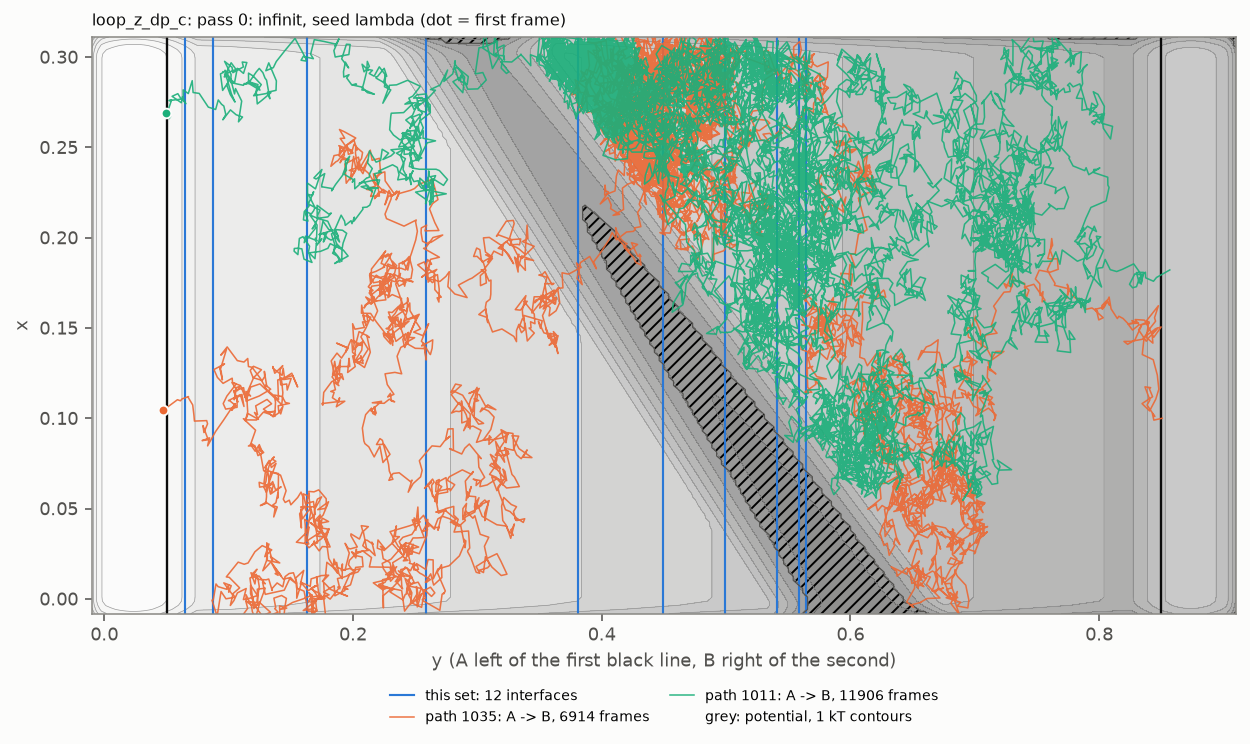 loop_z_dp_c: pass 0: infinit, seed lambda (dot = first frame)
0.30
0.25
0.20
0.15
0.10
0.05
0.00
x
0.0
0.2
0.4
0.6
0.8
y (A left of the first black line, B right of the second)
this set: 12 interfaces
path 1011: A -> B, 11906 frames
path 1035: A -> B, 6914 frames
grey: potential, 1 kT contours